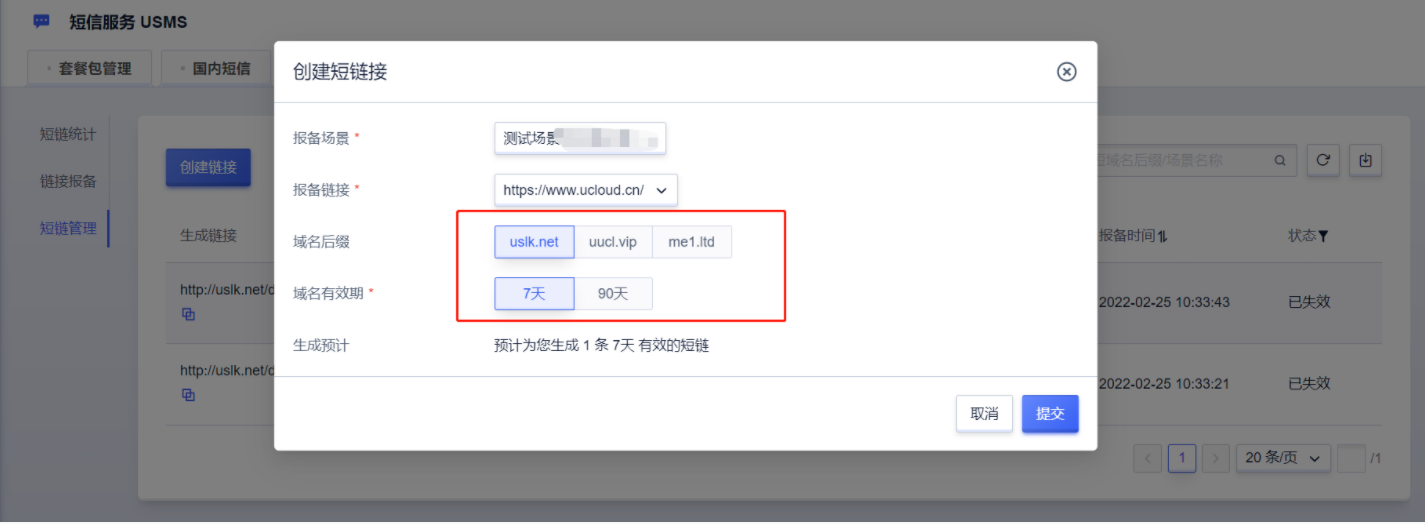 短信服务 USMS
套餐包管理
国内短信
短链统计
链接报备
短链管理
创建链接
短域名后缀/场景名称
生成链接
报备时间
状态
http://uslk.net/d
2022-02-25 10:33:43
已失效
http://uslk.net/d
2022-02-25 10:33:21
已失效
1
20 条/页
/1
创建短链接
报备场景 *
测试场景
报备链接 *
https://www.ucloud.cn/
域名后缀
uslk.net
uucl.vip
me1.ltd
域名有效期 *
7天
90天
生成预计
预计为您生成 1 条 7天 有效的短链
取消
提交